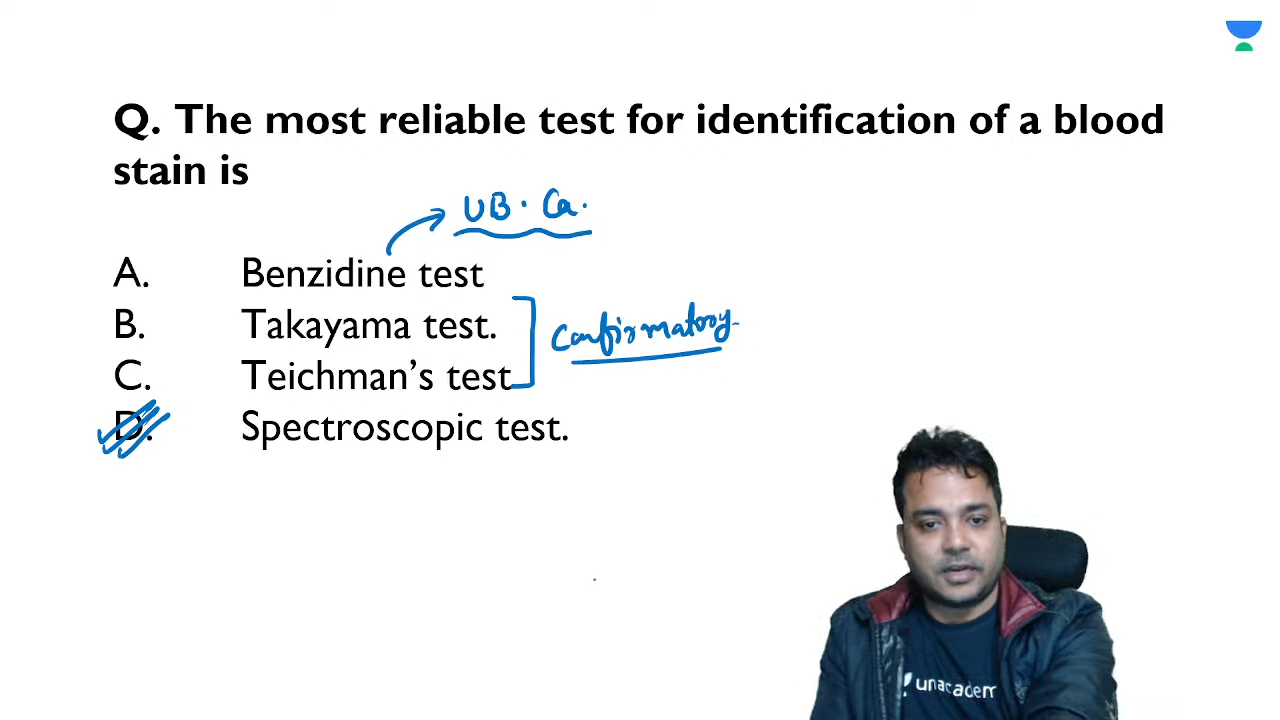 Q. The most reliable test for identification of a blood
stain is
UB. Ca.
A. Benzidine test
B. Takayama test.
Confirmatory.
C. Teichman’s test
D. Spectroscopic test.
unacadem